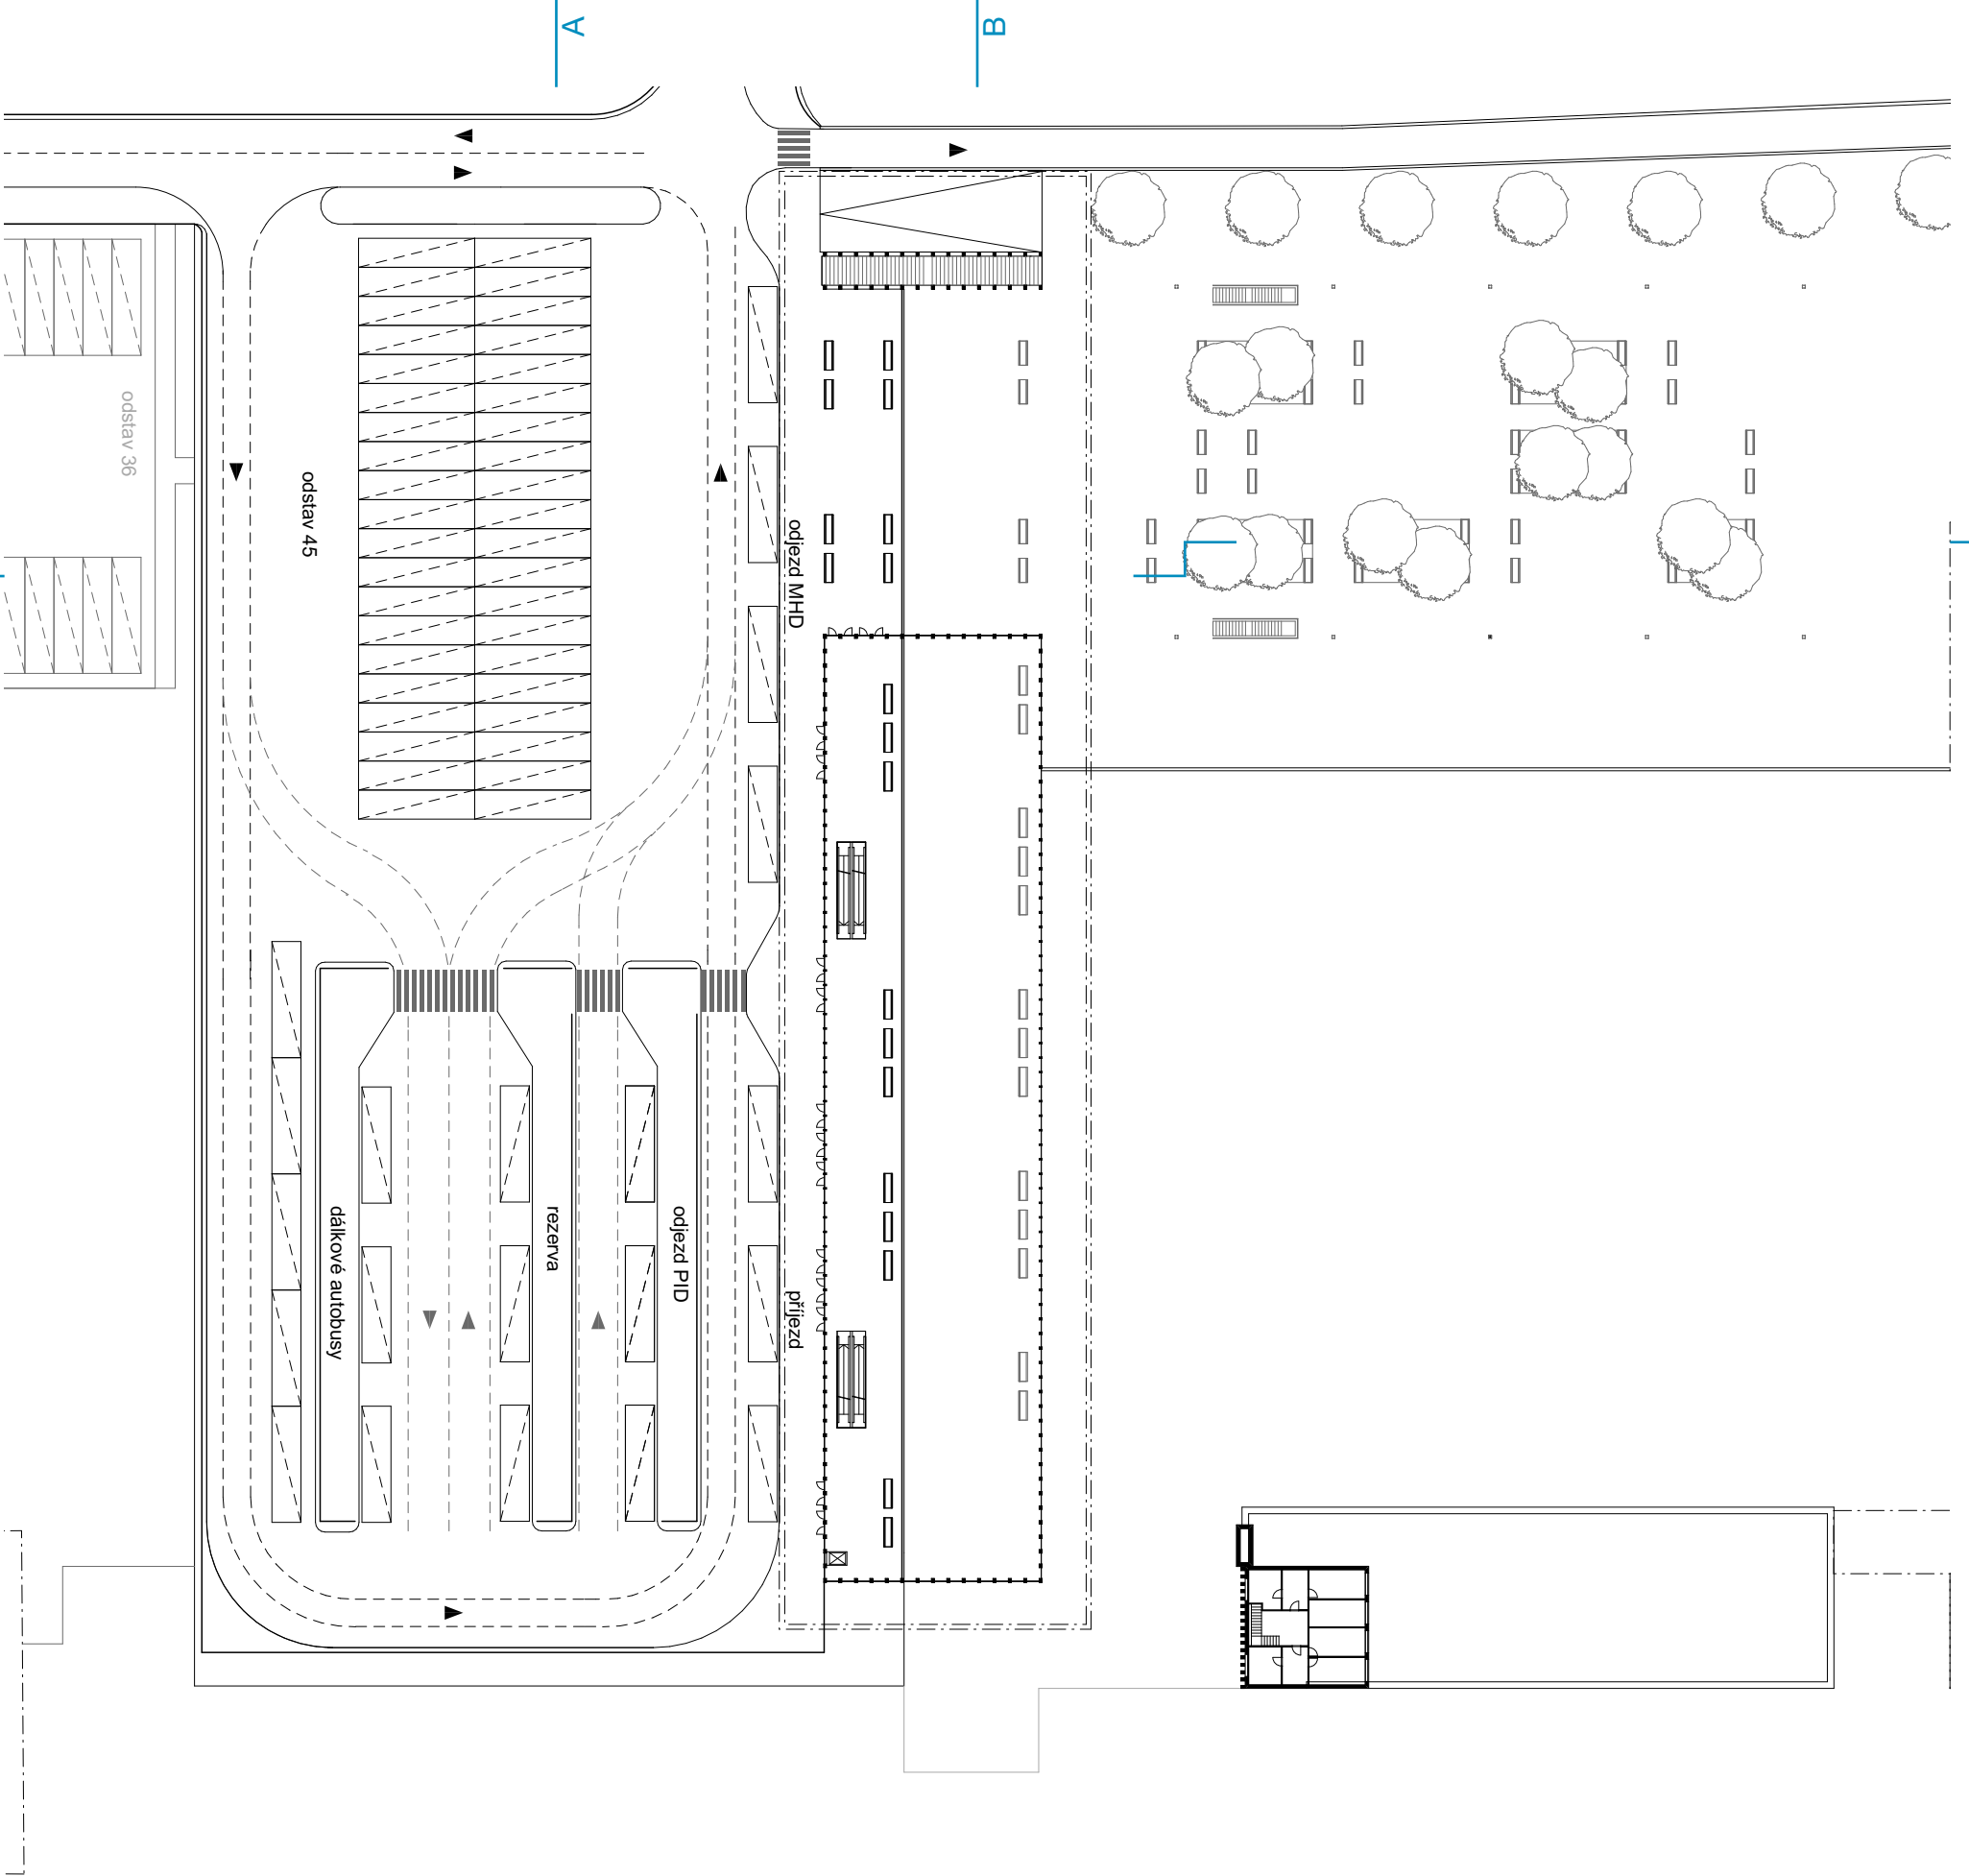 A
B
odstav 36
odstav 45
odjezd MHD
dálkové autobusy
rezerva
odjezd PID
příjezd